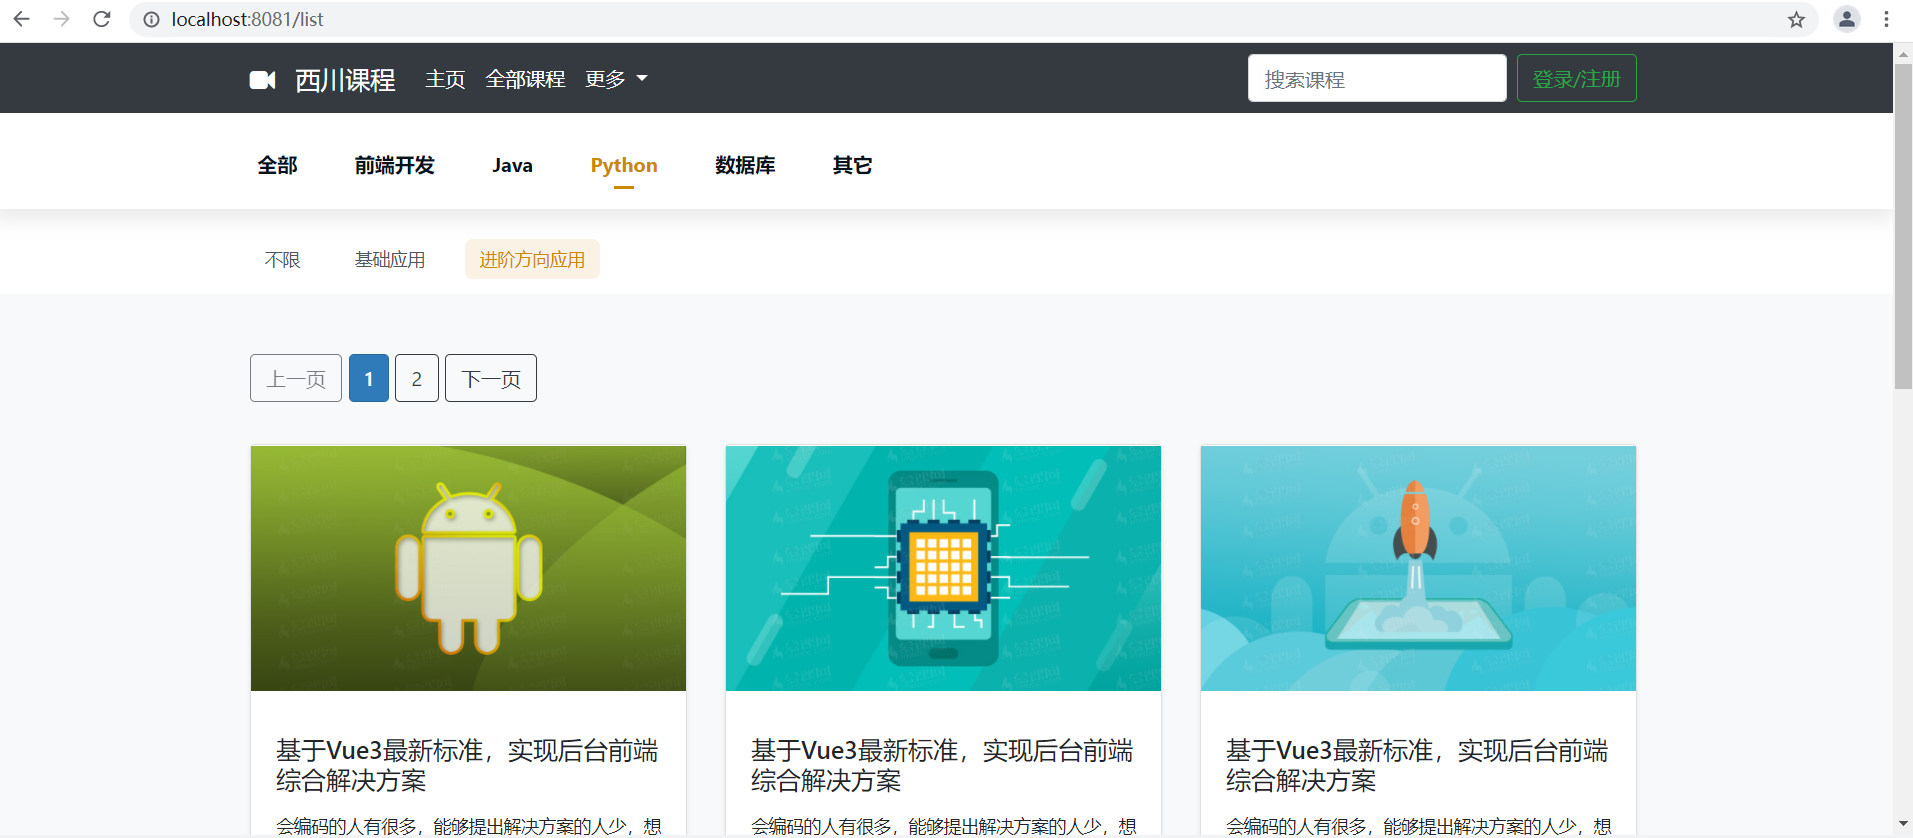 localhost:8081/list
西川课程 主页 全部课程 更多 搜索课程 登录/注册
全部 前端开发 Java Python 数据库 其它
不限 基础应用 进阶方向应用
上一页 1 2 下一页
基于Vue3最新标准，实现后台前端
综合解决方案
会编码的人有很多，能够提出解决方案的人少，想
基于Vue3最新标准，实现后台前端
综合解决方案
会编码的人有很多，能够提出解决方案的人少，想
基于Vue3最新标准，实现后台前端
综合解决方案
会编码的人有很多，能够提出解决方案的人少，想